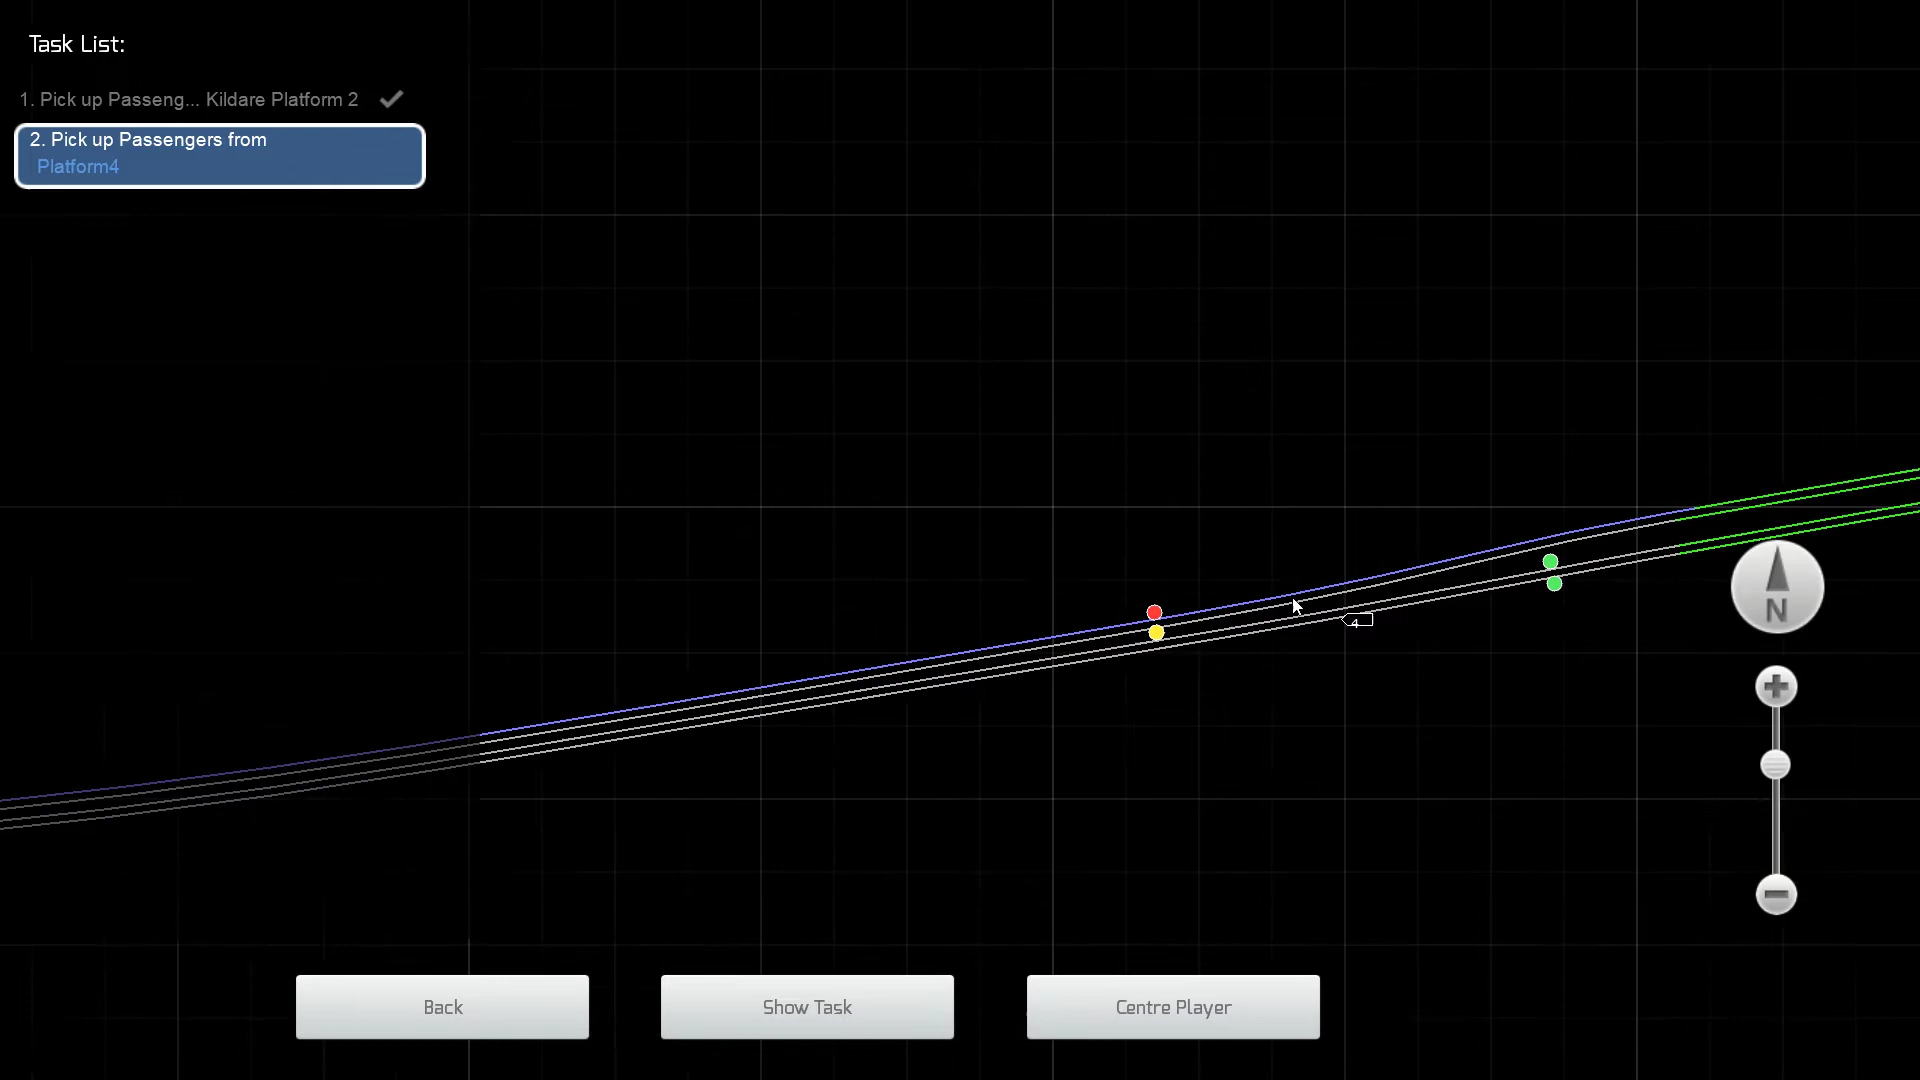 Task List:
1. Pick up Passeng... Kildare Platform 2
2. Pick up Passengers from
Platform4
4
N
Back
Show Task
Centre Player